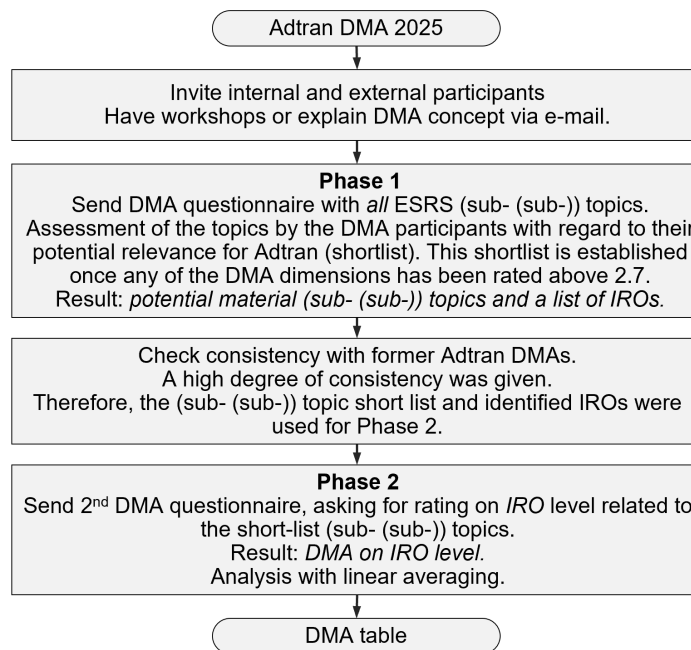 Adtran DMA 2025
Invite internal and external participants
Have workshops or explain DMA concept via e-mail.
Phase 1
Send DMA questionnaire with all ESRS (sub- (sub-)) topics.
Assessment of the topics by the DMA participants with regard to their
potential relevance for Adtran (shortlist). This shortlist is established
once any of the DMA dimensions has been rated above 2.7.
Result: potential material (sub- (sub-)) topics and a list of IROs.
Check consistency with former Adtran DMAs.
A high degree of consistency was given.
Therefore, the (sub- (sub-)) topic short list and identified IROs were
used for Phase 2.
Phase 2
Send 2nd DMA questionnaire, asking for rating on IRO level related to
the short-list (sub- (sub-)) topics.
Result: DMA on IRO level.
Analysis with linear averaging.
DMA table